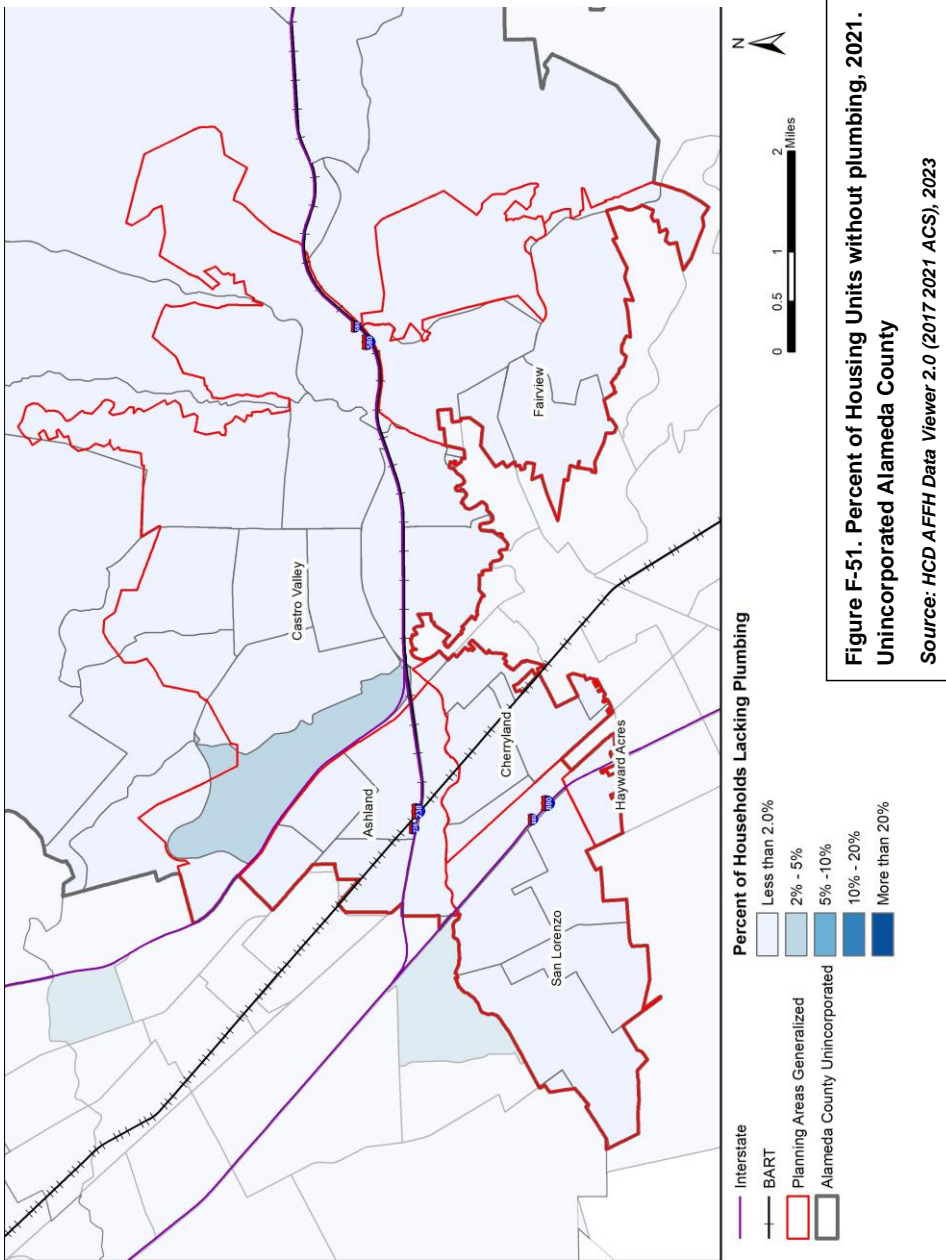 Castro Valley
Ashland
Fairview
Cherryland
San Lorenzo
Hayward Acres
580
238
880
N
0 0.5 1 2
Miles
Interstate
BART
Planning Areas Generalized
Alameda County Unincorporated
Percent of Households Lacking Plumbing
Less than 2.0%
2% - 5%
5% -10%
10% - 20%
More than 20%
Figure F-51. Percent of Housing Units without plumbing, 2021.
Unincorporated Alameda County
Source: HCD AFFH Data Viewer 2.0 (2017 2021 ACS), 2023